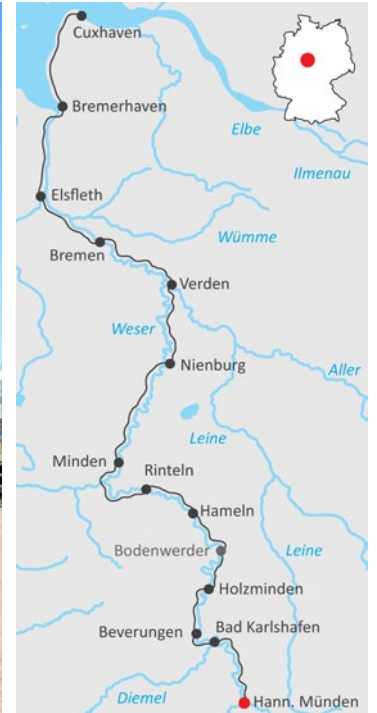 Cuxhaven
Bremerhaven
Elbe
Ilmenau
Elsfleth
Wümme
Bremen
Verden
Weser
Nienburg
Aller
Leine
Minden
Rinteln
Hameln
Bodenwerder
Leine
Holzminden
Beverungen
Bad Karlshafen
Diemel
Hann. Münden